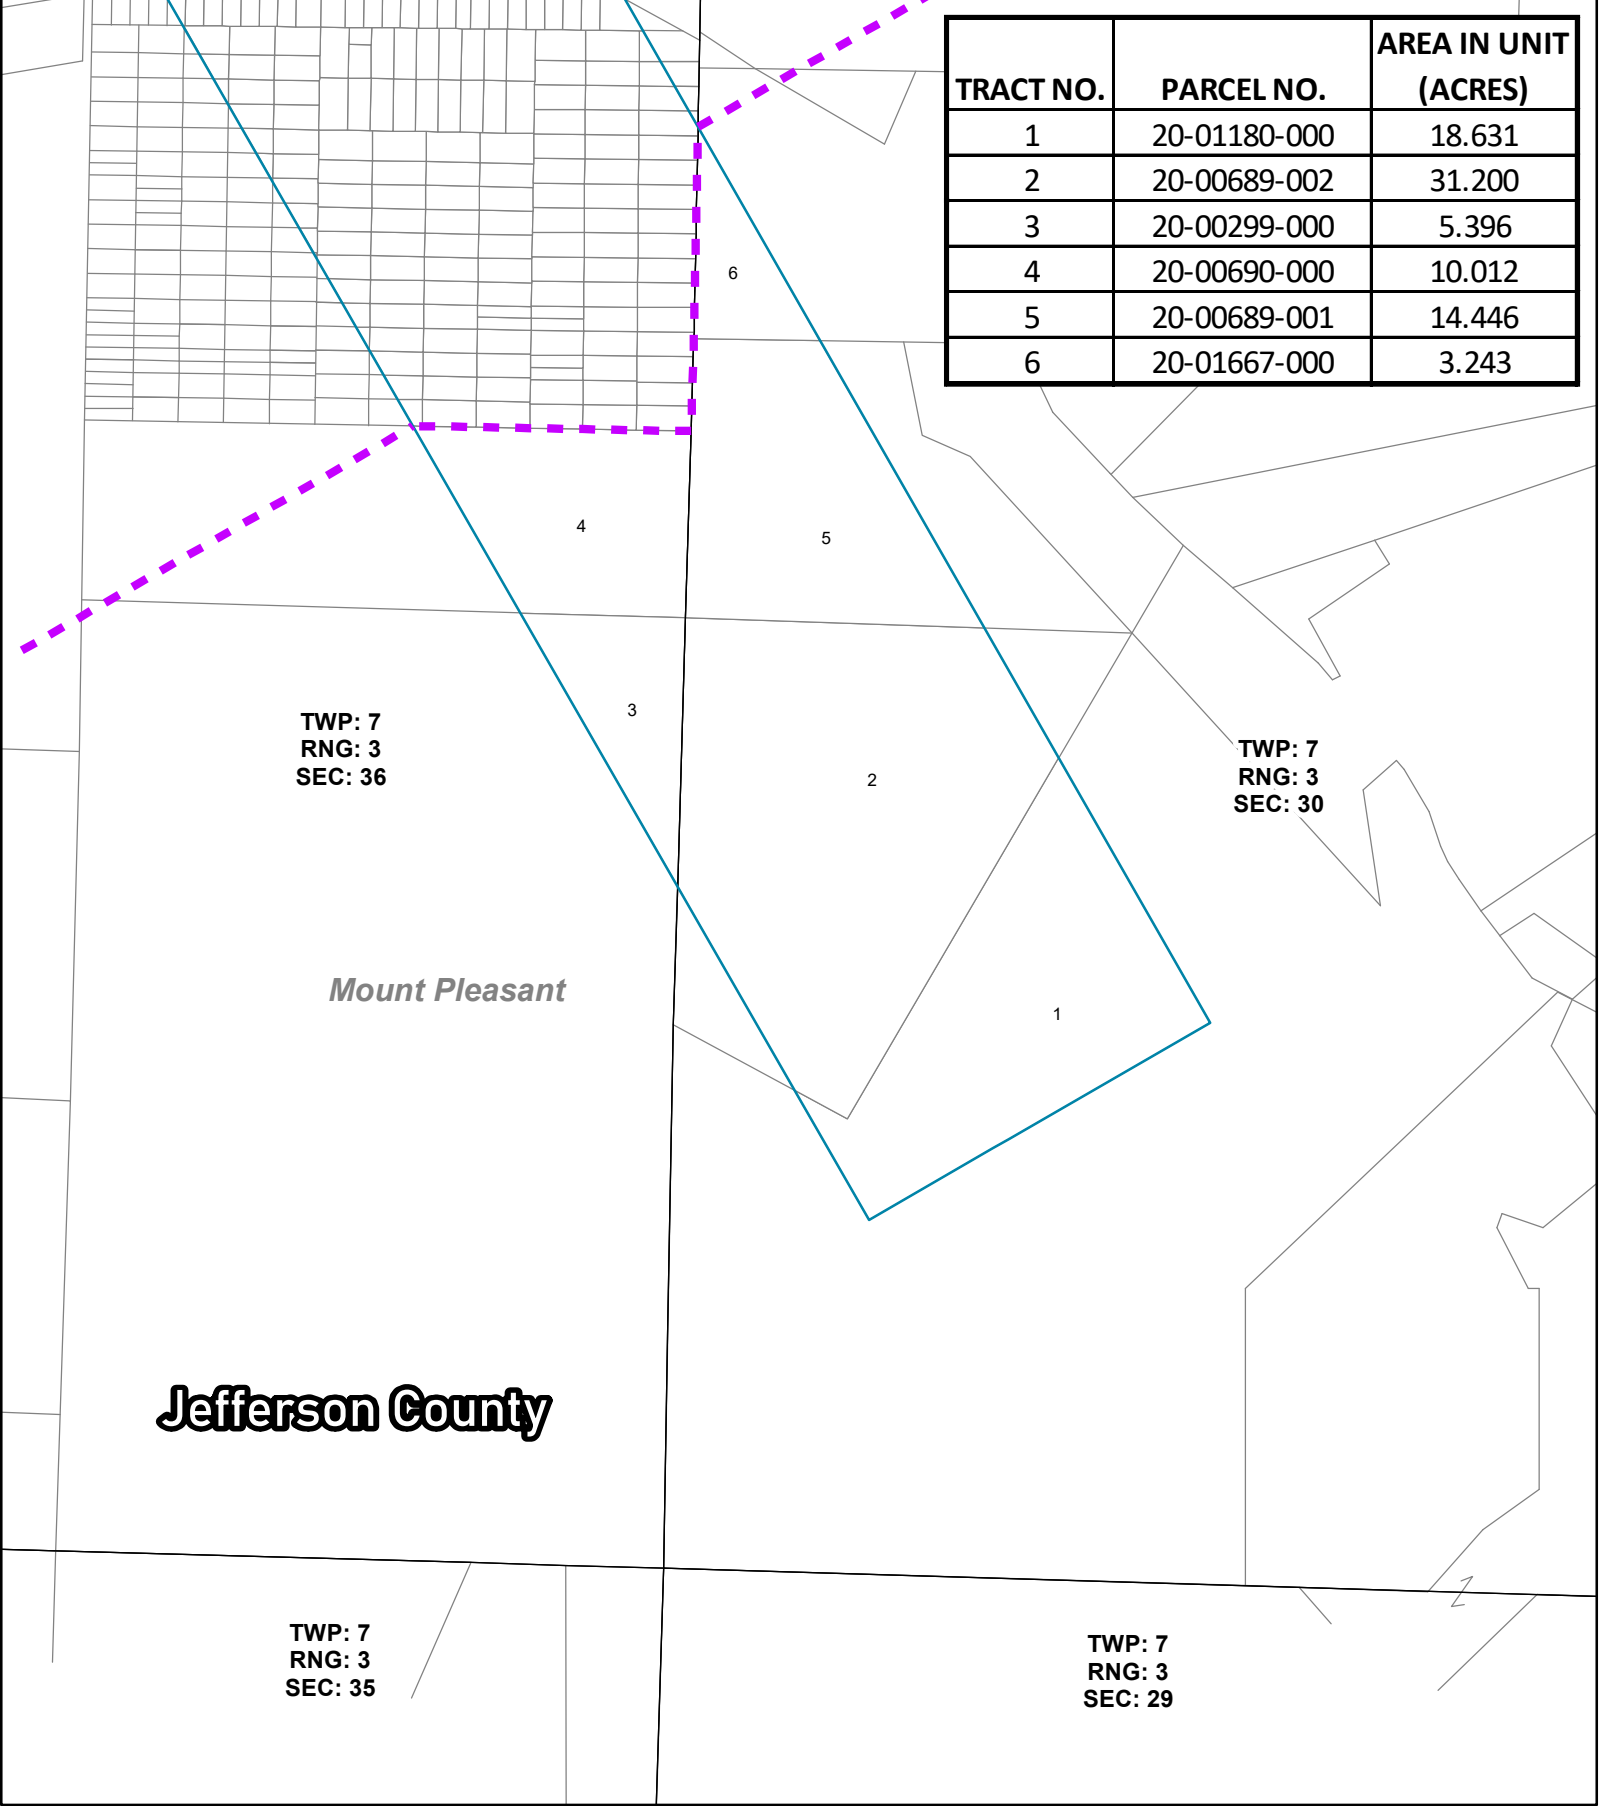 TRACT NO. PARCEL NO. AREA IN UNIT (ACRES)
1 20-01180-000 18.631
2 20-00689-002 31.200
3 20-00299-000 5.396
4 20-00690-000 10.012
5 20-00689-001 14.446
6 20-01667-000 3.243
6
4
5
3
TWP: 7
RNG: 3
SEC: 36
2
TWP: 7
RNG: 3
SEC: 30
Mount Pleasant
1
Jefferson County
TWP: 7
RNG: 3
SEC: 35
TWP: 7
RNG: 3
SEC: 29